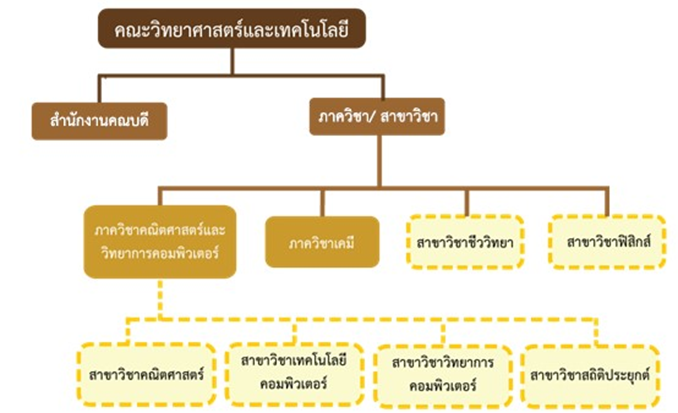 คณะวิทยาศาสตร์และเทคโนโลยี
สำนักงานคณบดี
ภาควิชา/ สาขาวิชา
ภาควิชาคณิตศาสตร์และ
วิทยาการคอมพิวเตอร์
ภาควิชาเคมี
สาขาวิชาชีววิทยา
สาขาวิชาฟิสิกส์
สาขาวิชาคณิตศาสตร์
สาขาวิชาเทคโนโลยี
คอมพิวเตอร์
สาขาวิชาวิทยาการ
คอมพิวเตอร์
สาขาวิชาสถิติประยุกต์